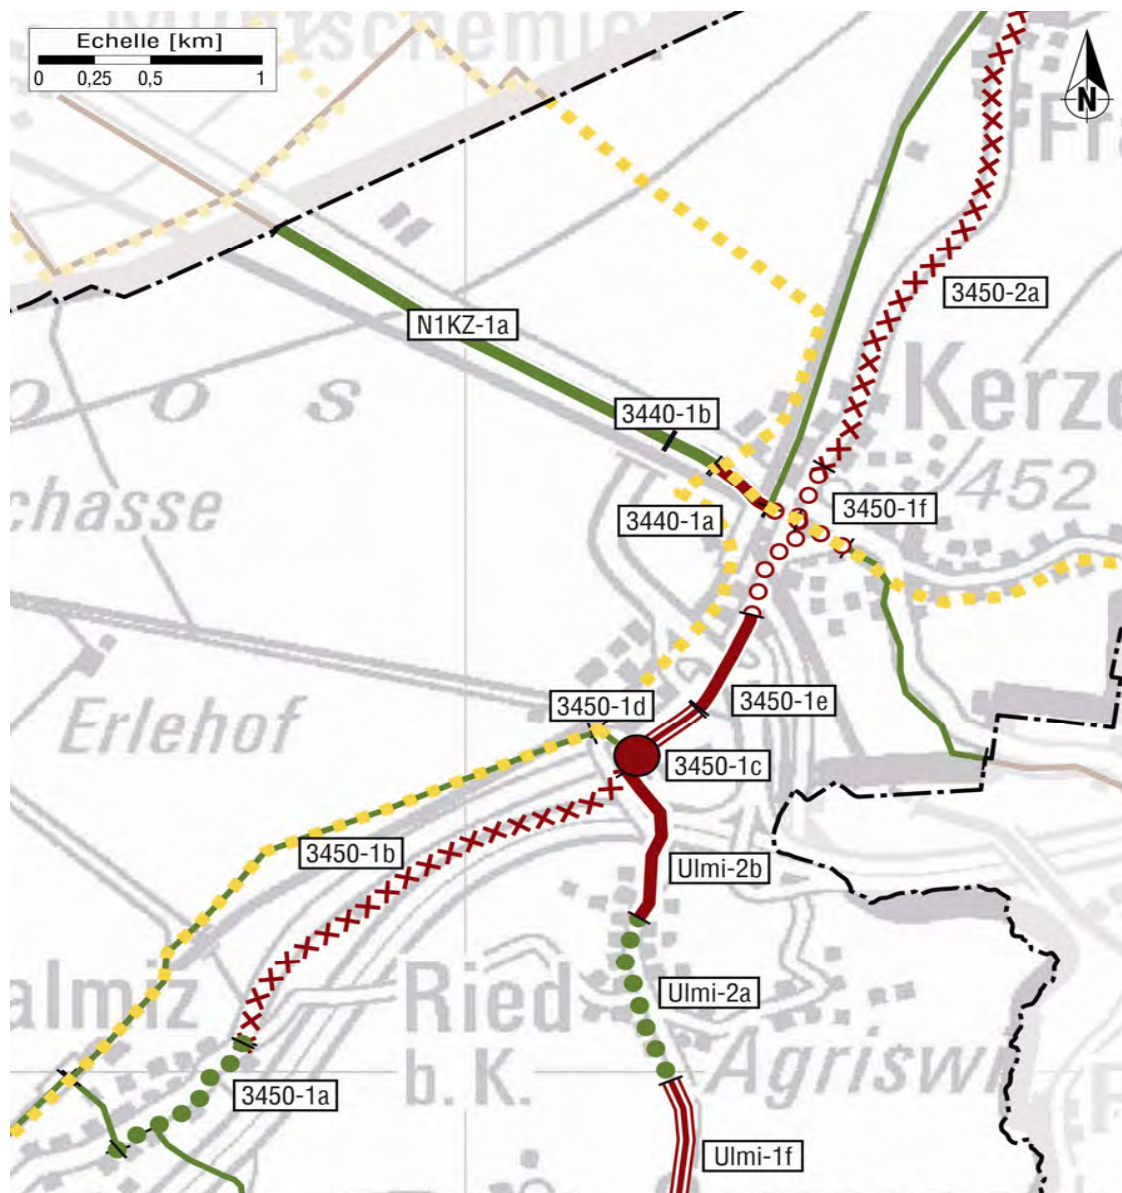 Echelle [km]
0 0,25 0,5 1
N
3450-2a
N1KZ-1a
Kerze
O S
3440-1b
452
chasse
3450-1f
3440-1a
Erlehof
3450-1d
3450-1e
3450-1c
3450-1b
Ulmi-2b
almiz
Ried
b. K.
Ulmi-2a
Agriswi
3450-1a
Ulmi-1f